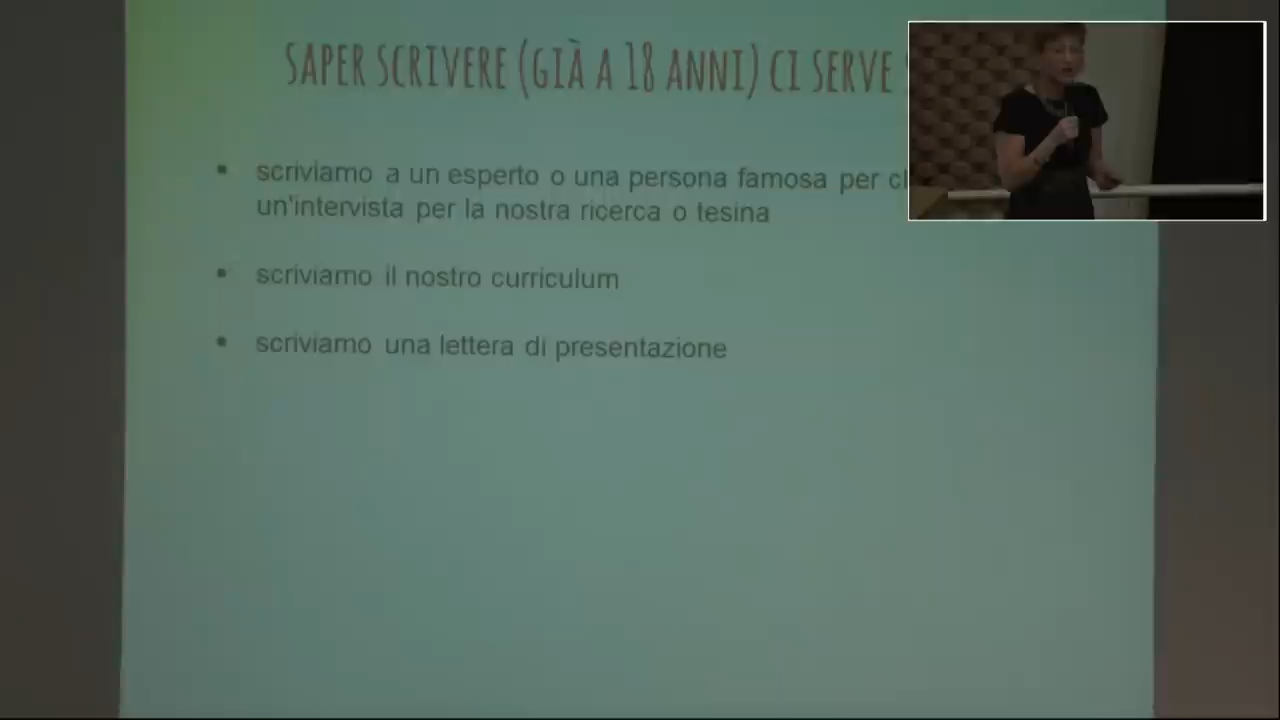 SAPER SCRIVERE (GIÀ A 18 ANNI) CI SERVE
• scriviamo a un esperto o una persona famosa per
un'intervista per la nostra ricerca o tesina
• scriviamo il nostro curriculum
• scriviamo una lettera di presentazione